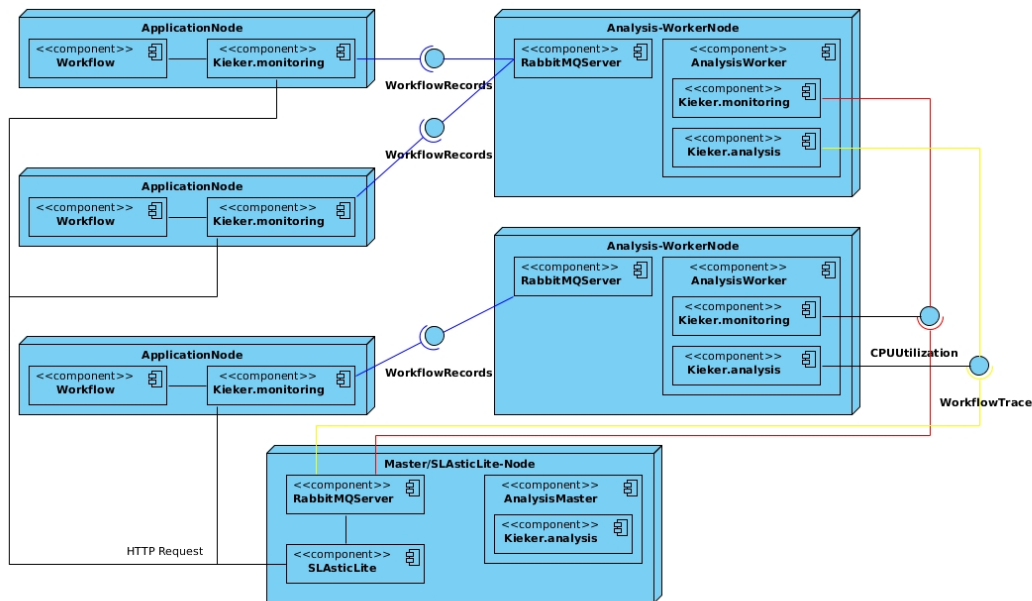 ApplicationNode
<<component>>
Workflow
<<component>>
Kieker.monitoring
WorkflowRecords
Analysis-WorkerNode
<<component>>
RabbitMQServer
<<component>>
AnalysisWorker
<<component>>
Kieker.monitoring
<<component>>
Kieker.analysis
WorkflowRecords
ApplicationNode
<<component>>
Workflow
<<component>>
Kieker.monitoring
Analysis-WorkerNode
<<component>>
RabbitMQServer
<<component>>
AnalysisWorker
<<component>>
Kieker.monitoring
<<component>>
Kieker.analysis
ApplicationNode
<<component>>
Workflow
<<component>>
Kieker.monitoring
WorkflowRecords
CPUUtilization
WorkflowTrace
Master/SLAsticLite-Node
<<component>>
RabbitMQServer
<<component>>
AnalysisMaster
<<component>>
Kieker.analysis
HTTP Request
<<component>>
SLAsticLite